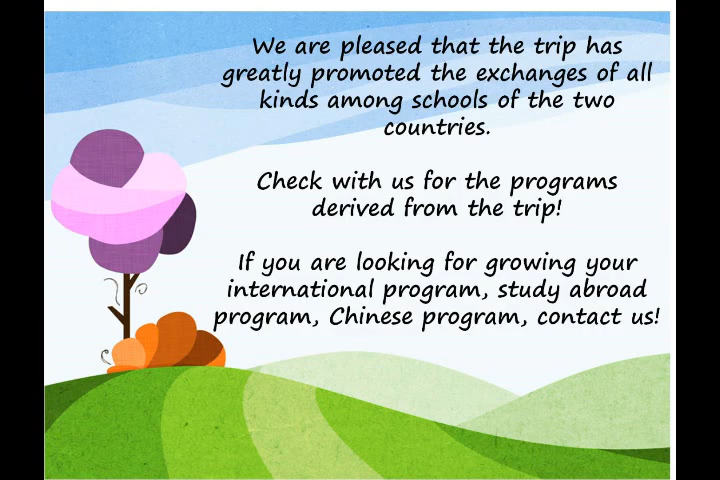 We are pleased that the trip has
greatly promoted the exchanges of all
kinds among schools of the two
countries.
Check with us for the programs
derived from the trip!
If you are looking for growing your
international program, study abroad
program, Chinese program, contact us!